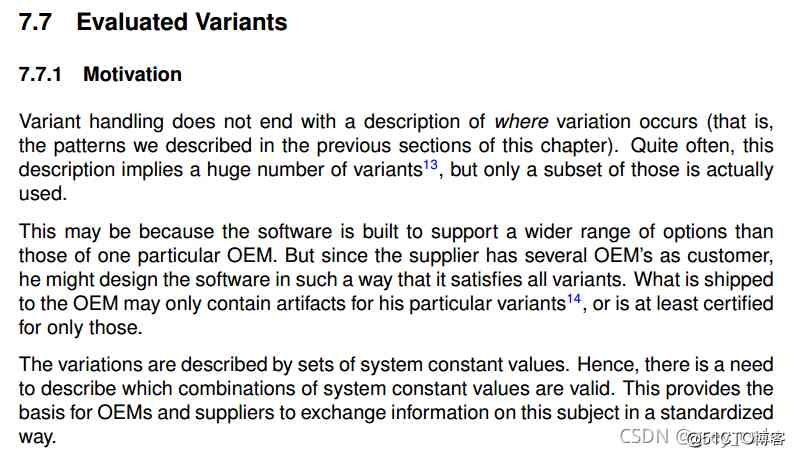 7.7 Evaluated Variants
7.7.1 Motivation
Variant handling does not end with a description of where variation occurs (that is,
the patterns we described in the previous sections of this chapter). Quite often, this
description implies a huge number of variants13, but only a subset of those is actually
used.
This may be because the software is built to support a wider range of options than
those of one particular OEM. But since the supplier has several OEM's as customer,
he might design the software in such a way that it satisfies all variants. What is shipped
to the OEM may only contain artifacts for his particular variants14, or is at least certified
for only those.
The variations are described by sets of system constant values. Hence, there is a need
to describe which combinations of system constant values are valid. This provides the
basis for OEMs and suppliers to exchange information on this subject in a standardized
way.
CSDN @51CTO博客